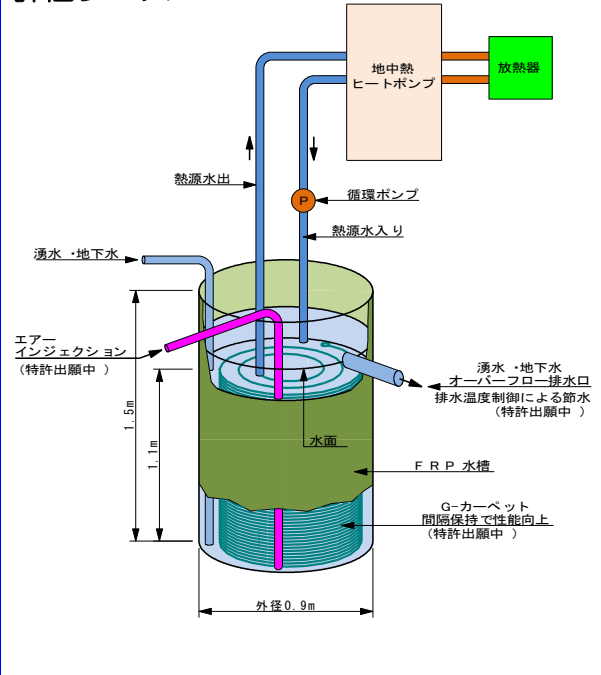 地中熱
ヒートポンプ
放熱器
熱源水出
P
循環ポンプ
熱源水入り
湧水・地下水
エアー
インジェクション
(特許出願中)
湧水・地下水
オーバーフロー排水口
排水温度制御による節水
(特許出願中)
1.5m
1.1m
水面
FRP水槽
G-カーペット
間隔保持で性能向上
(特許出願中)
外径0.9m